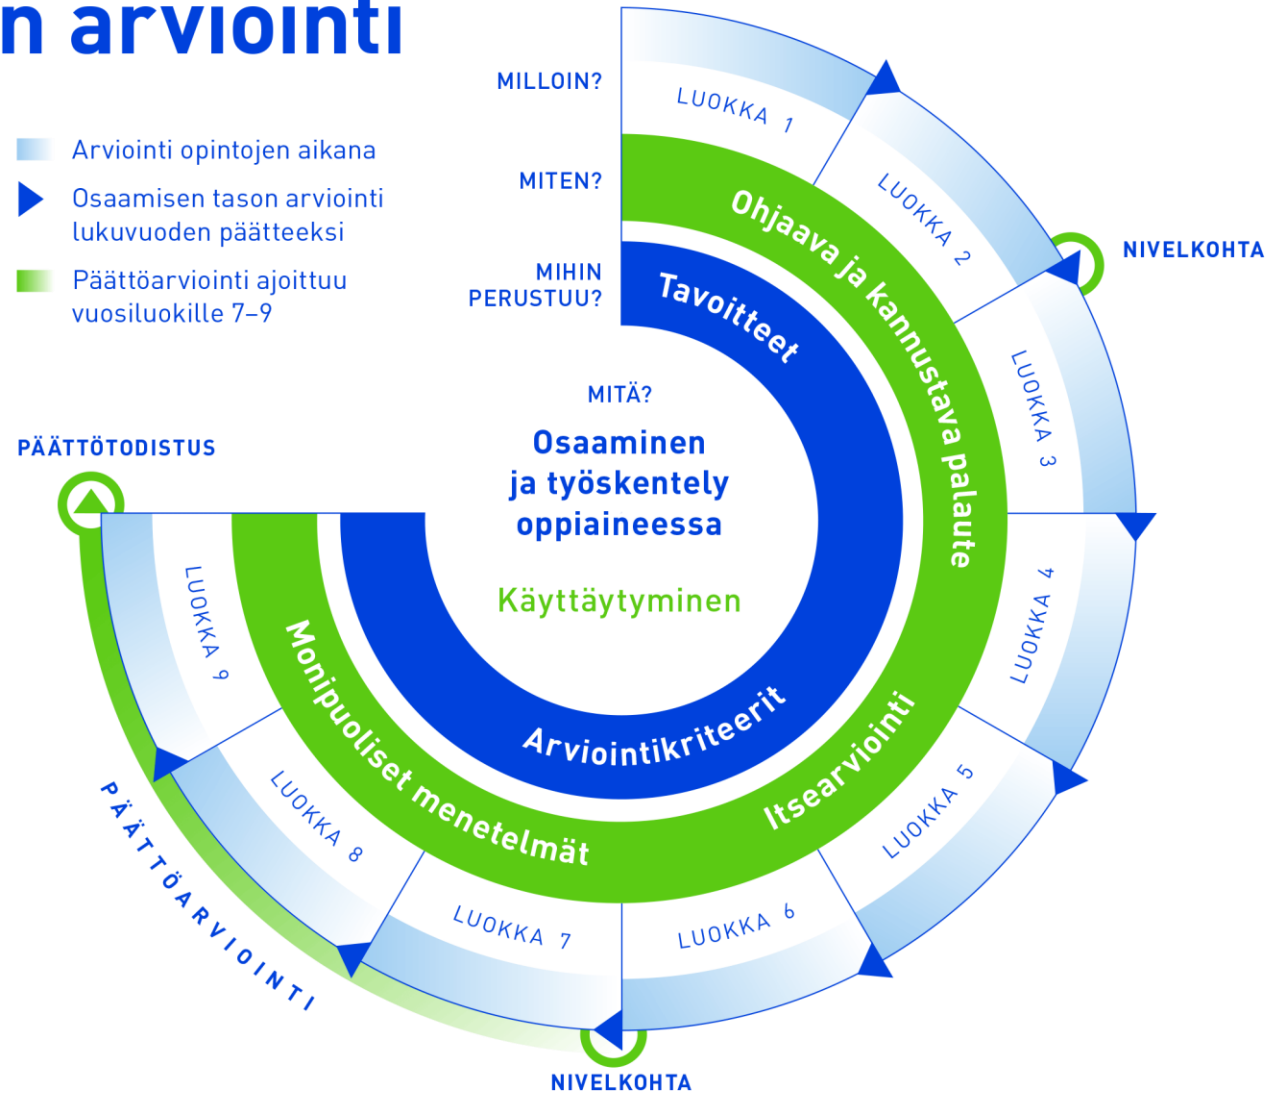 n arviointi
Arviointi opintojen aikana
Osaamisen tason arviointi
lukuvuoden päätteeksi
Päättöarviointi ajoittuu
vuosiluokille 7–9
MILLOIN?
MITEN?
MIHIN
PERUSTUU?
MITÄ?
Osaaminen
ja työskentely
oppiaineessa
Käyttäytyminen
Tavoitteet
Arviointikriteerit
Ohjaava ja kannustava palaute
Itsearviointi
Monipuoliset menetelmät
LUOKKA 1
LUOKKA 2
NIVELKOHTA
LUOKKA 3
LUOKKA 4
LUOKKA 5
LUOKKA 6
NIVELKOHTA
LUOKKA 7
LUOKKA 8
LUOKKA 9
PÄÄTTÖARVIOINTI
PÄÄTTÖTODISTUS